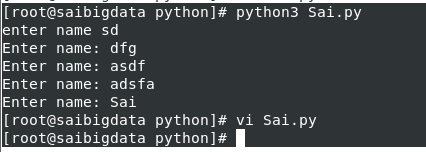 [root@saibigdata python]# python3 Sai.py
enter name sd
Enter name: dfg
Enter name: asdf
Enter name: adsfa
Enter name: Sai
[root@saibigdata python]# vi Sai.py
[root@saibigdata python]#